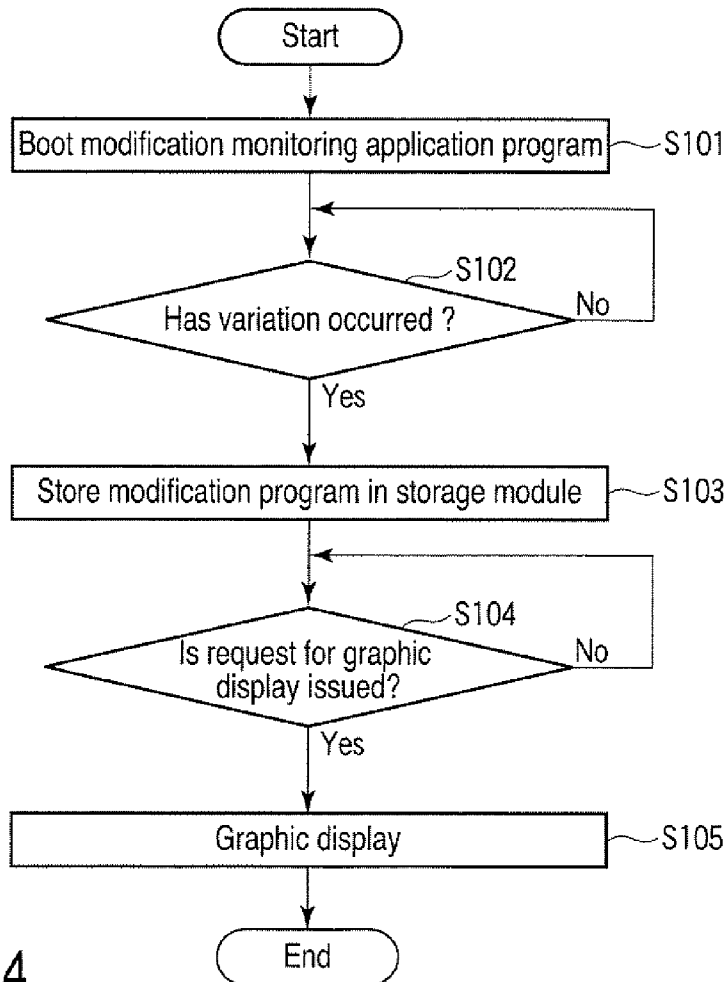 Start
Boot modification monitoring application program
S101
S102
Has variation occurred ?
No
Yes
Store modification program in storage module
S103
S104
Is request for graphic
display issued?
No
Yes
Graphic display
S105
End
4